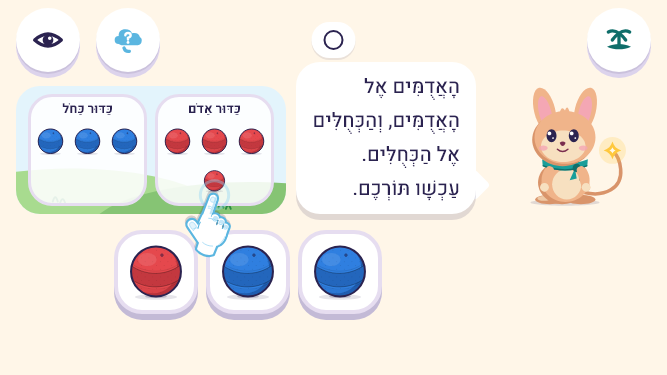 כַּדּוּר אָדֹם
כַּדּוּר כָּחֹל
הָאֲדֻמִּים אֶל
הָאֲדֻמִּים, וְהַכְּחֻלִּים
אֶל הַכְּחֻלִּים.
עַכְשָׁו תּוֹרְכֶם.